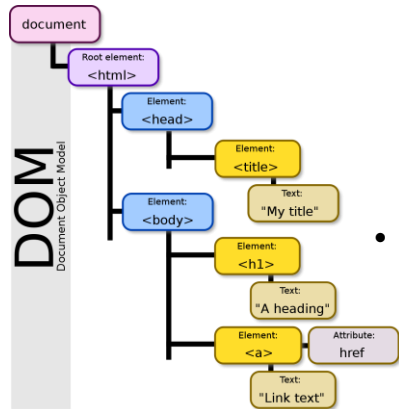 document
Root element:
<html>
Element:
<head>
Element:
<title>
Text:
"My title"
Element:
<body>
Element:
<h1>
Text:
"A heading"
Element:
<a>
Attribute:
href
Text:
"Link text"
DOM
Document Object Model